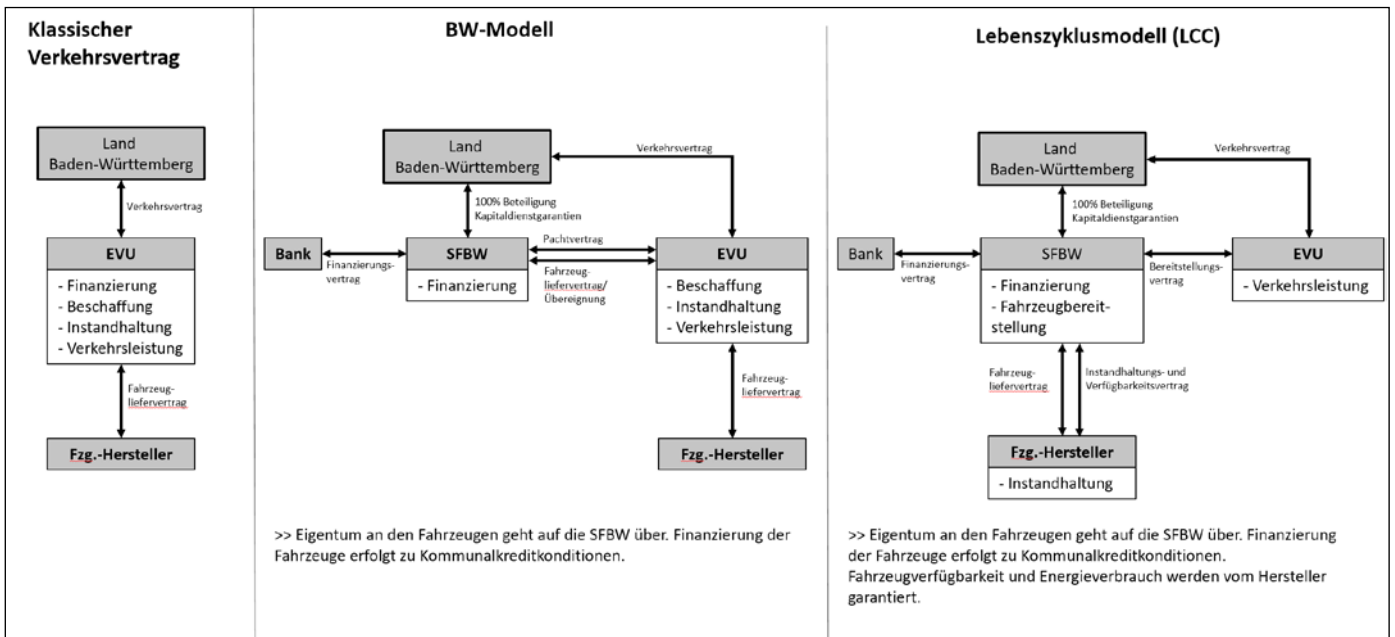 Klassischer
Verkehrsvertrag
Land
Baden-Württemberg
Verkehrsvertrag
EVU
- Finanzierung
- Beschaffung
- Instandhaltung
- Verkehrsleistung
Fahrzeug-
liefervertrag
Fzg.-Hersteller
BW-Modell
Land
Baden-Württemberg
Verkehrsvertrag
100% Beteiligung
Kapitaldienstgarantien
Bank
Finanzierungs-
vertrag
SFBW
- Finanzierung
Pachtvertrag
Fahrzeug-
liefervertrag/
Übereignung
EVU
- Beschaffung
- Instandhaltung
- Verkehrsleistung
Fahrzeug-
liefervertrag
Fzg.-Hersteller
>> Eigentum an den Fahrzeugen geht auf die SFBW über. Finanzierung der
Fahrzeuge erfolgt zu Kommunalkreditkonditionen.
Lebenszyklusmodell (LCC)
Land
Baden-Württemberg
Verkehrsvertrag
100% Beteiligung
Kapitaldienstgarantien
Bank
Finanzierungs-
vertrag
SFBW
- Finanzierung
- Fahrzeugbereit-
stellung
Bereitstellungs-
vertrag
EVU
- Verkehrsleistung
Fahrzeug-
liefervertrag
Instandhaltungs- und
Verfügbarkeitsvertrag
Fzg.-Hersteller
- Instandhaltung
>> Eigentum an den Fahrzeugen geht auf die SFBW über. Finanzierung
der Fahrzeuge erfolgt zu Kommunalkreditkonditionen.
Fahrzeugverfügbarkeit und Energieverbrauch werden vom Hersteller
garantiert.